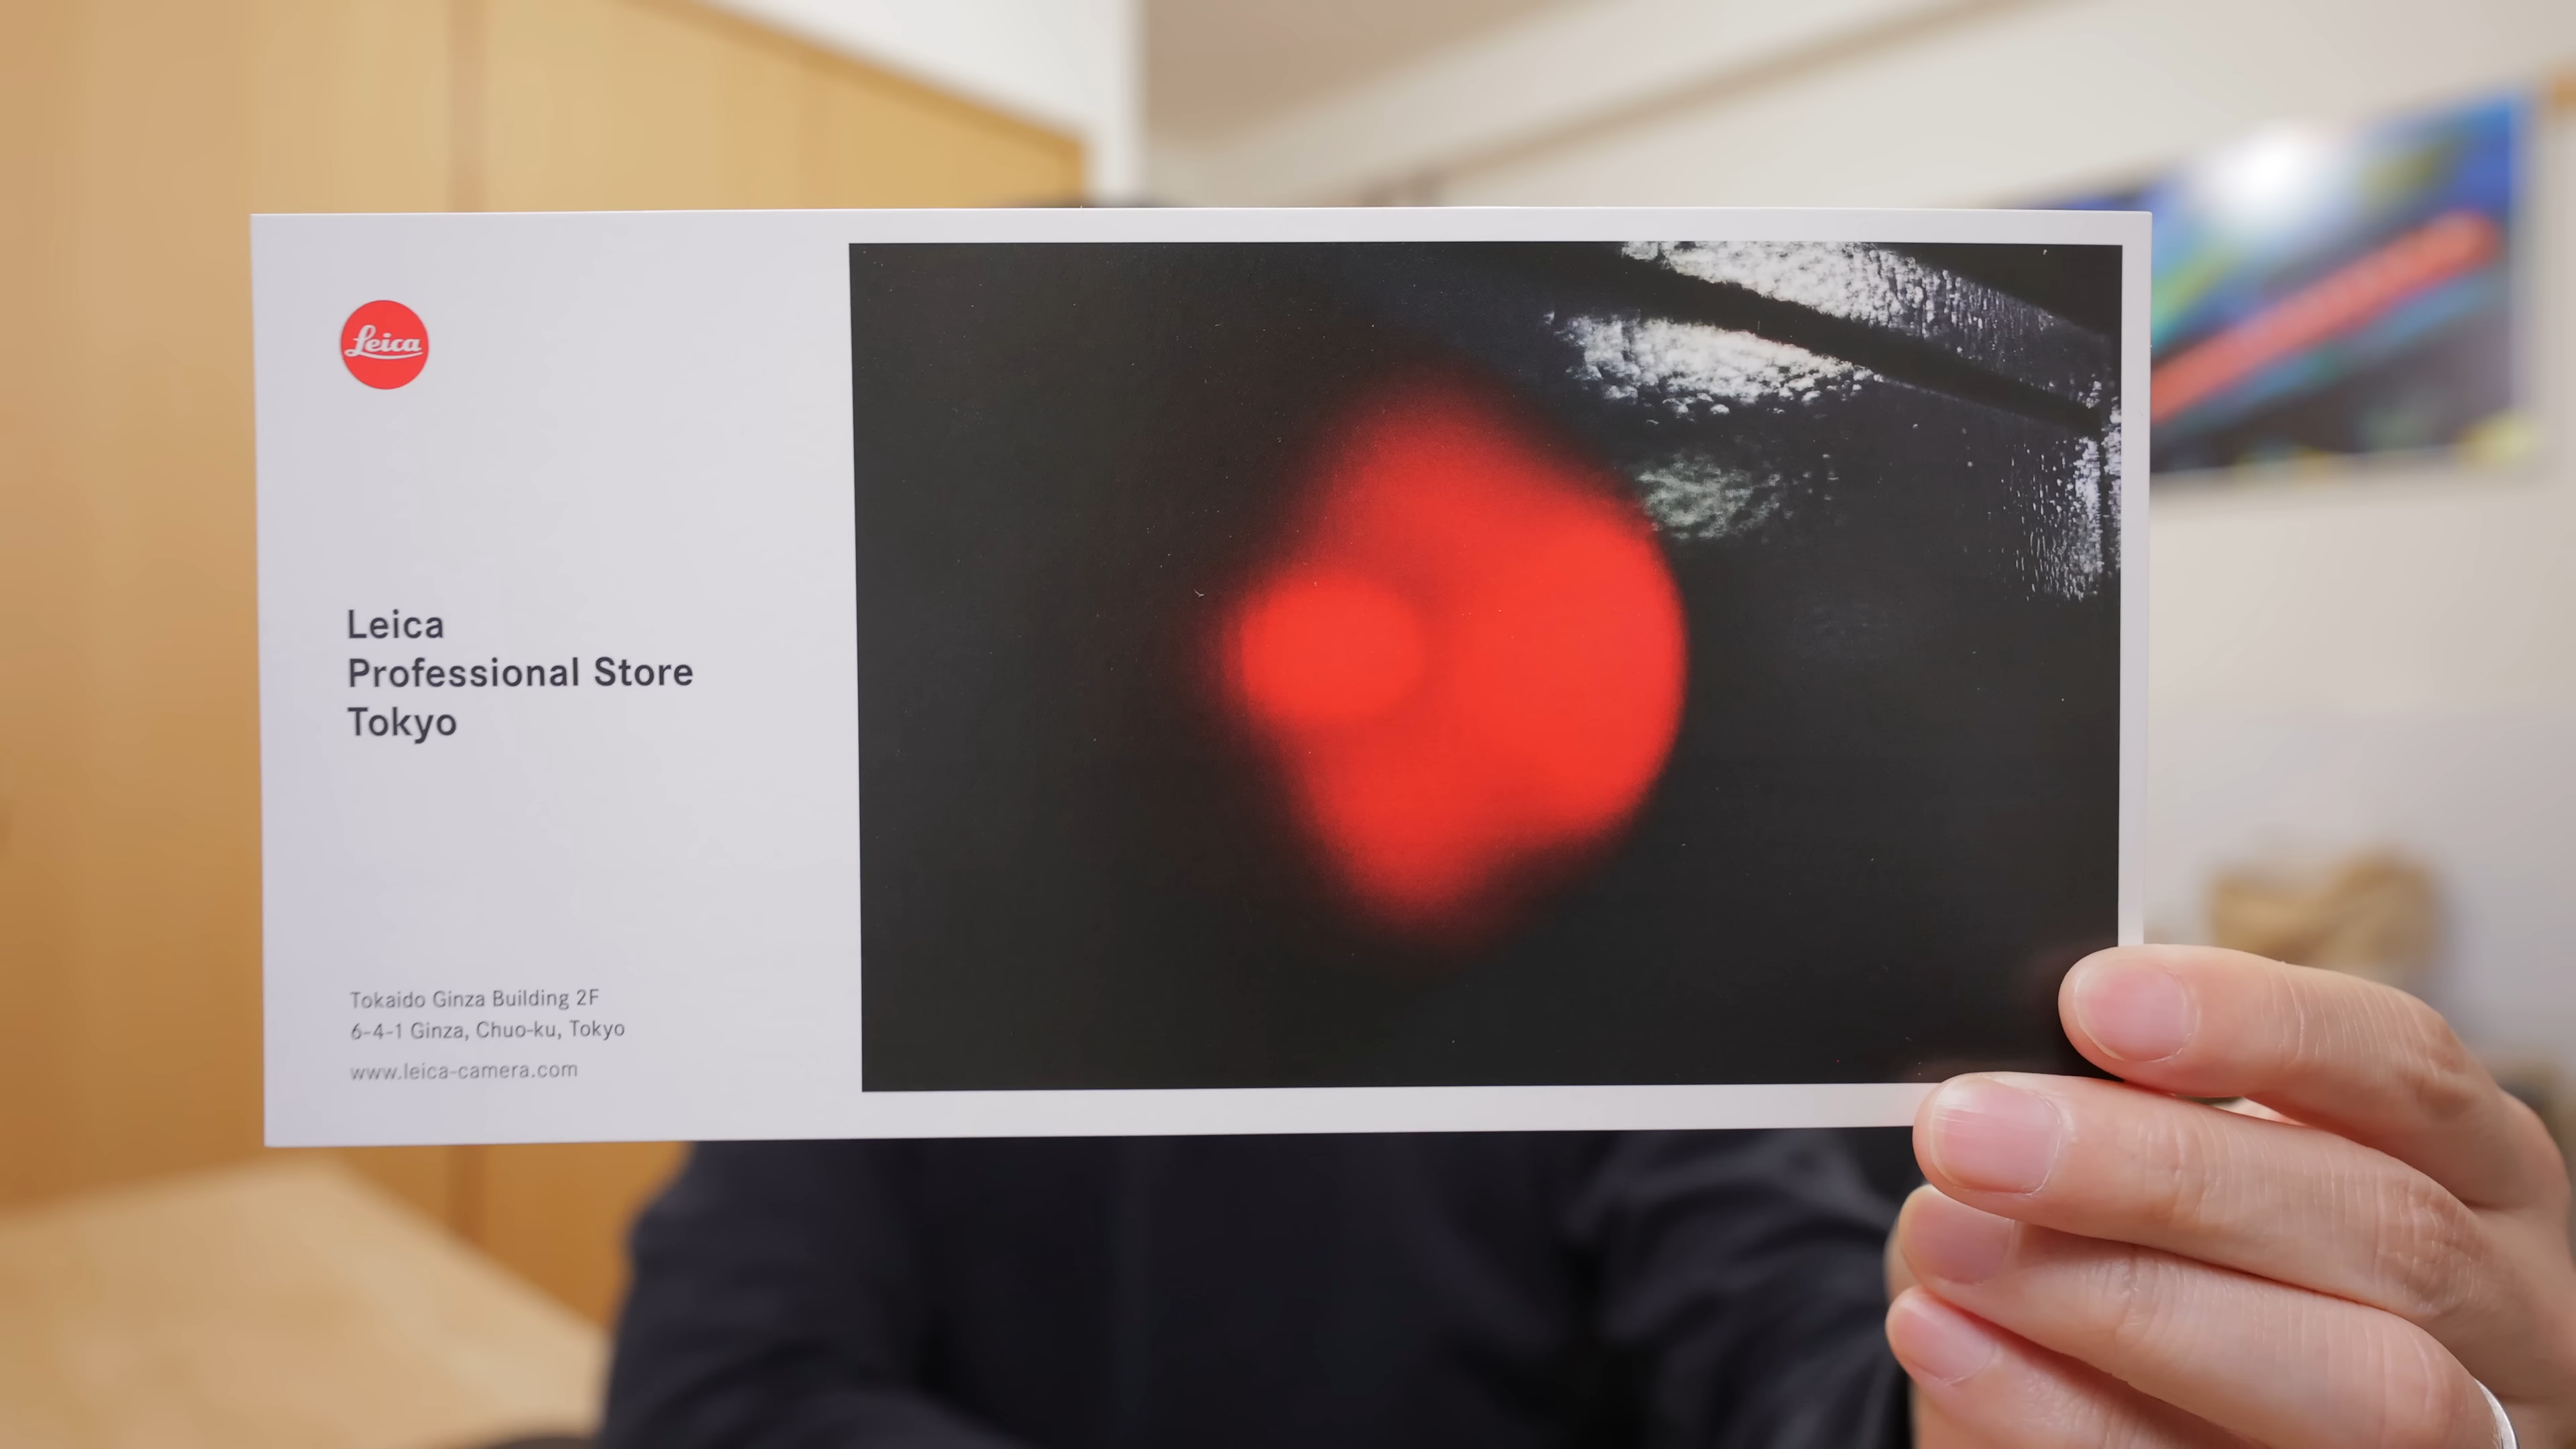 Leica
Leica
Professional Store
Tokyo
Tokaido Ginza Building 2F
6-4-1 Ginza, Chuo-ku, Tokyo
www.leica-camera.com